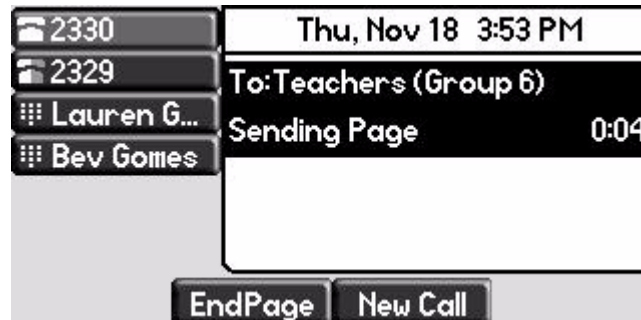 2330
2329
Lauren G...
Bev Gomes
Thu, Nov 18 3:53 PM
To:Teachers (Group 6)
Sending Page 0:04
EndPage New Call